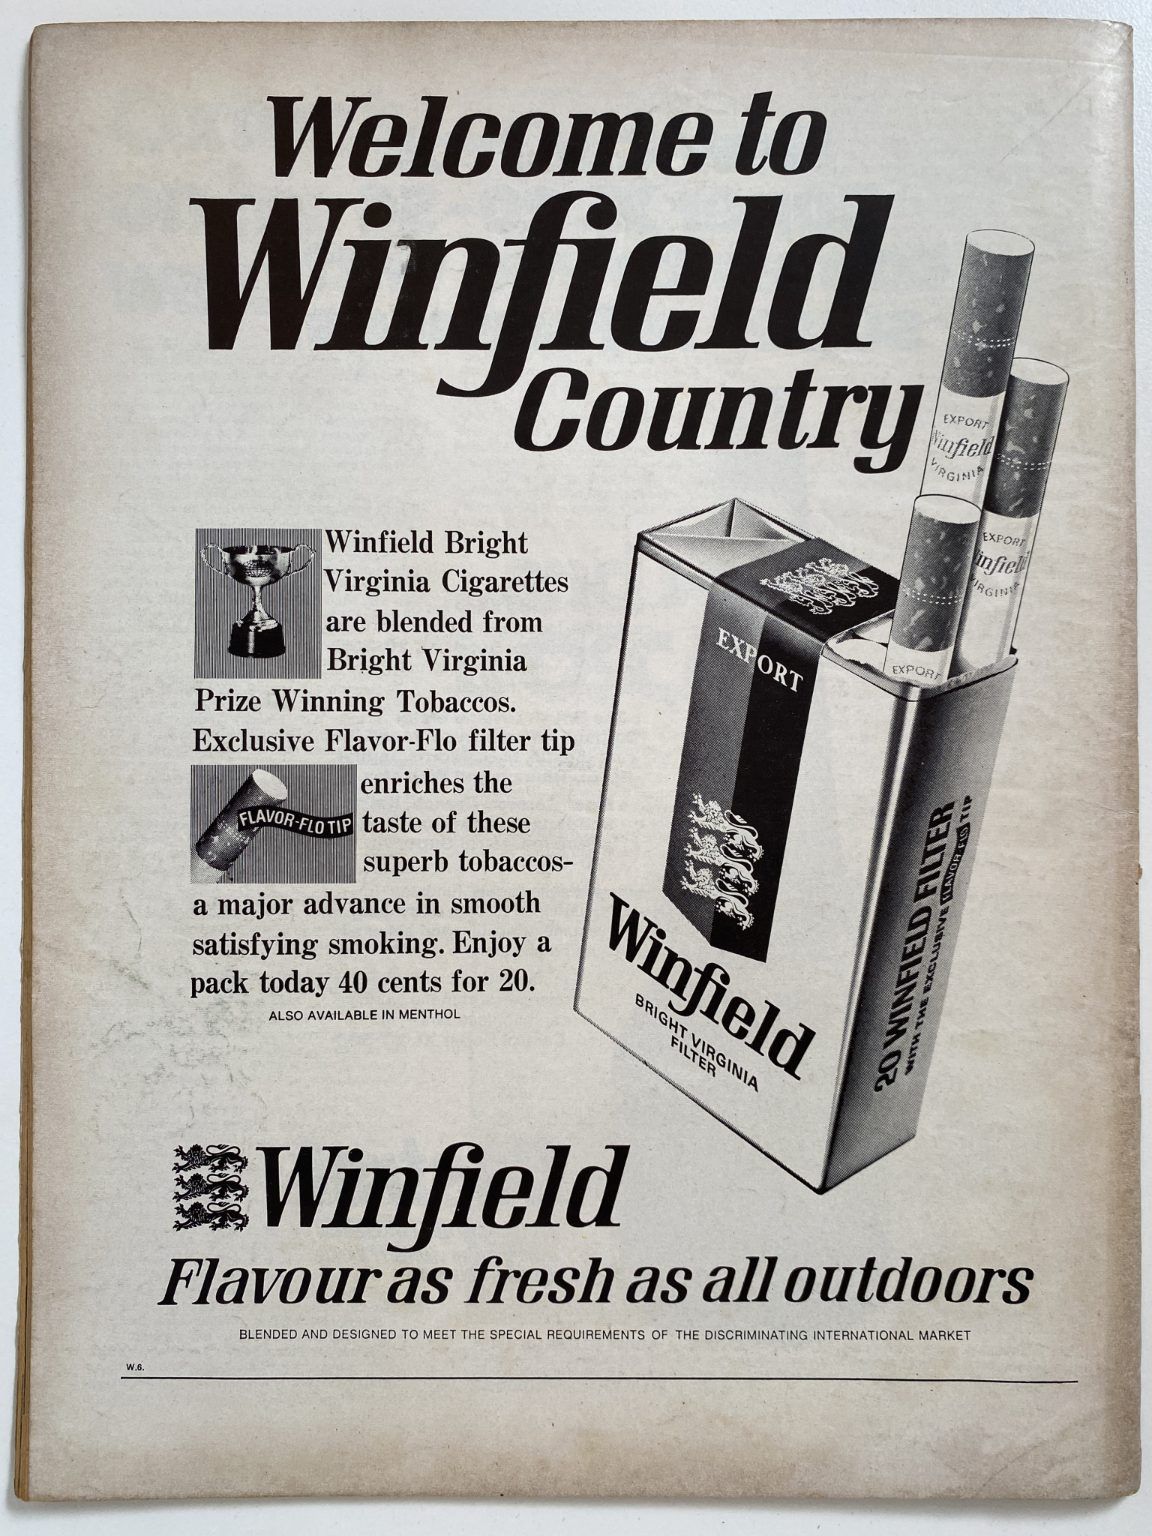 Welcome to
Winfield
Country
EXPORT
Winfield
VIRGINIA
EXPORT
Winfield
VIRGINIA
EXPORT
Winfield Bright
Virginia Cigarettes
are blended from
Bright Virginia
Prize Winning Tobaccos.
Exclusive Flavor-Flo filter tip
FLAVOR-FLO TIP
enriches the
taste of these
superb tobaccos-
a major advance in smooth
satisfying smoking. Enjoy a
pack today 40 cents for 20.
ALSO AVAILABLE IN MENTHOL
EXPORT
Winfield
BRIGHT VIRGINIA
FILTER
20 WINFIELD FILTER
WITH THE EXCLUSIVE FLAVOR-FLO TIP
Winfield
Flavour as fresh as all outdoors
BLENDED AND DESIGNED TO MEET THE SPECIAL REQUIREMENTS OF THE DISCRIMINATING INTERNATIONAL MARKET
W.6.